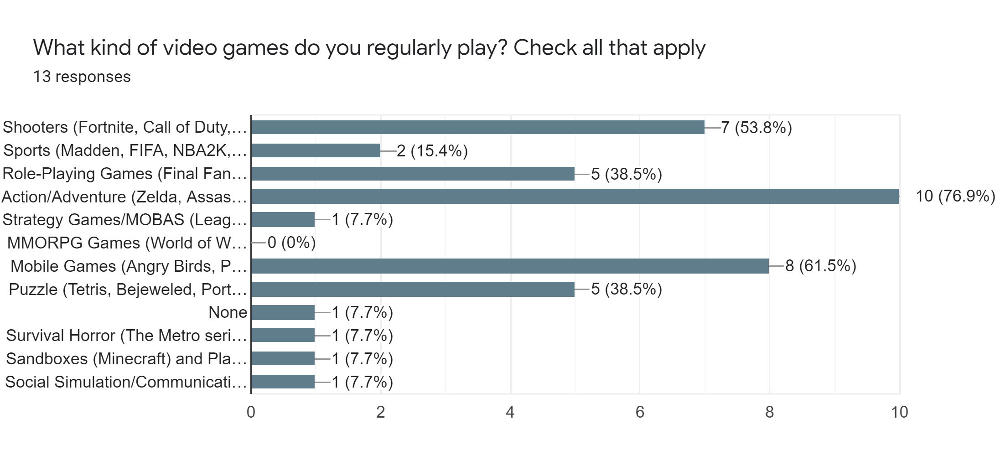 What kind of video games do you regularly play? Check all that apply
13 responses
Shooters (Fortnite, Call of Duty,… 7 (53.8%)
Sports (Madden, FIFA, NBA2K,… 2 (15.4%)
Role-Playing Games (Final Fan… 5 (38.5%)
Action/Adventure (Zelda, Assas… 10 (76.9%)
Strategy Games/MOBAS (Leag… 1 (7.7%)
MMORPG Games (World of W… 0 (0%)
Mobile Games (Angry Birds, P… 8 (61.5%)
Puzzle (Tetris, Bejeweled, Port… 5 (38.5%)
None 1 (7.7%)
Survival Horror (The Metro seri… 1 (7.7%)
Sandboxes (Minecraft) and Pla… 1 (7.7%)
Social Simulation/Communicati… 1 (7.7%)
0 2 4 6 8 10